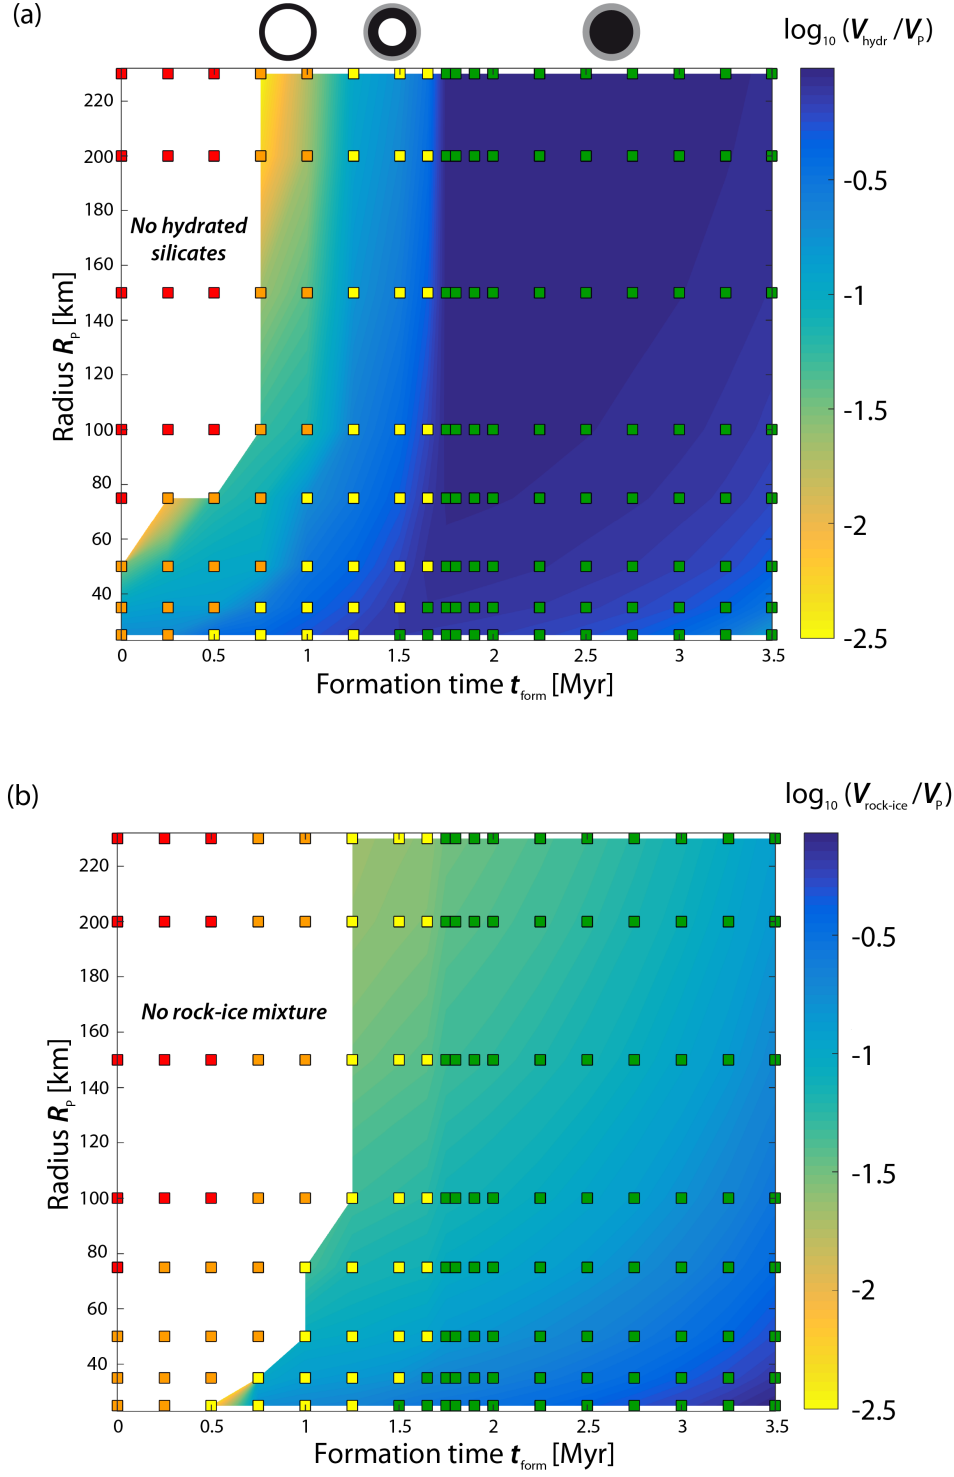 (a)
log₁₀ (Vhydr /VP)
220
200
180
160
140
120
100
80
60
40
Radius RP [km]
No hydrated
silicates
0 0.5 1 1.5 2 2.5 3 3.5
Formation time tform [Myr]
-0.5
-1
-1.5
-2
-2.5
(b)
log₁₀ (Vrock-ice /VP)
220
200
180
160
140
120
100
80
60
40
Radius RP [km]
No rock-ice mixture
0 0.5 1 1.5 2 2.5 3 3.5
Formation time tform [Myr]
-0.5
-1
-1.5
-2
-2.5